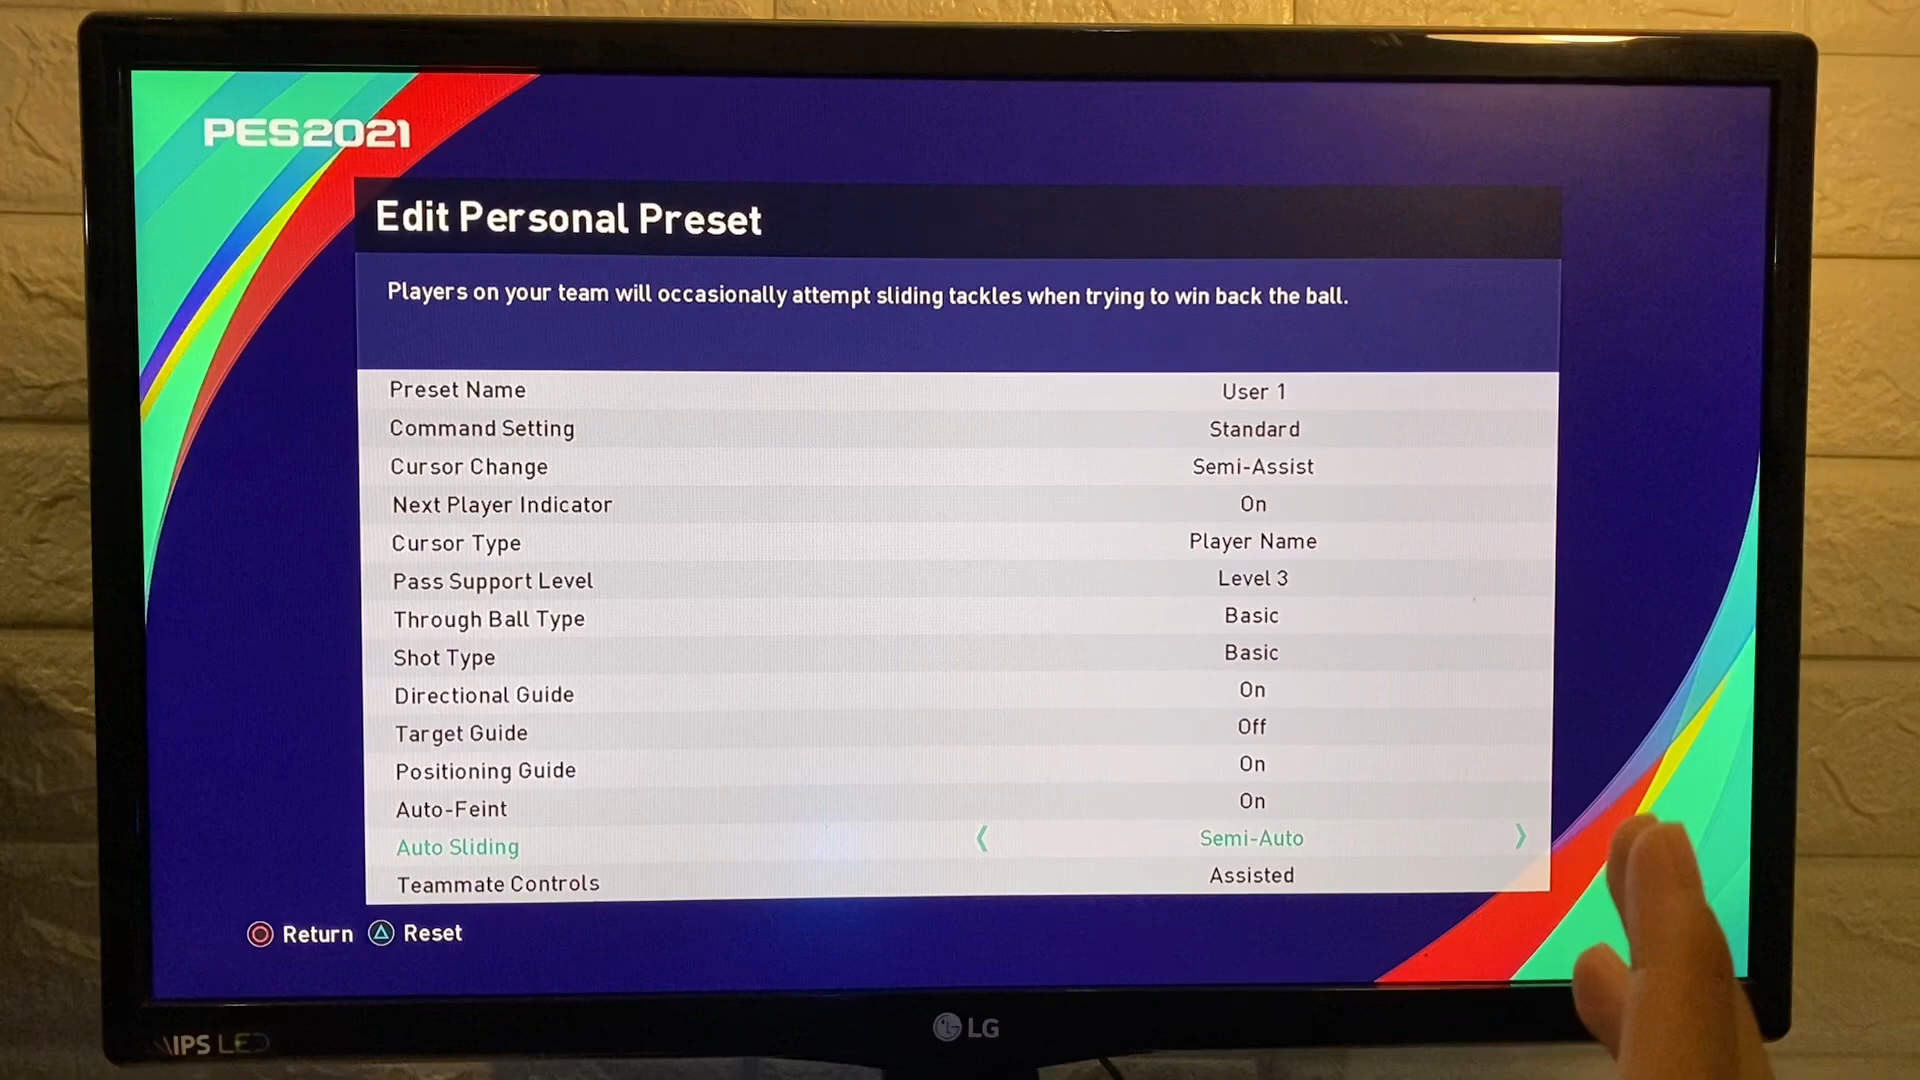 PES2021
Edit Personal Preset
Players on your team will occasionally attempt sliding tackles when trying to win back the ball.
Preset Name User 1
Command Setting Standard
Cursor Change Semi-Assist
Next Player Indicator On
Cursor Type Player Name
Pass Support Level Level 3
Through Ball Type Basic
Shot Type Basic
Directional Guide On
Target Guide Off
Positioning Guide On
Auto-Feint On
Auto Sliding Semi-Auto
Teammate Controls Assisted
Return Reset
IPS LED
LG